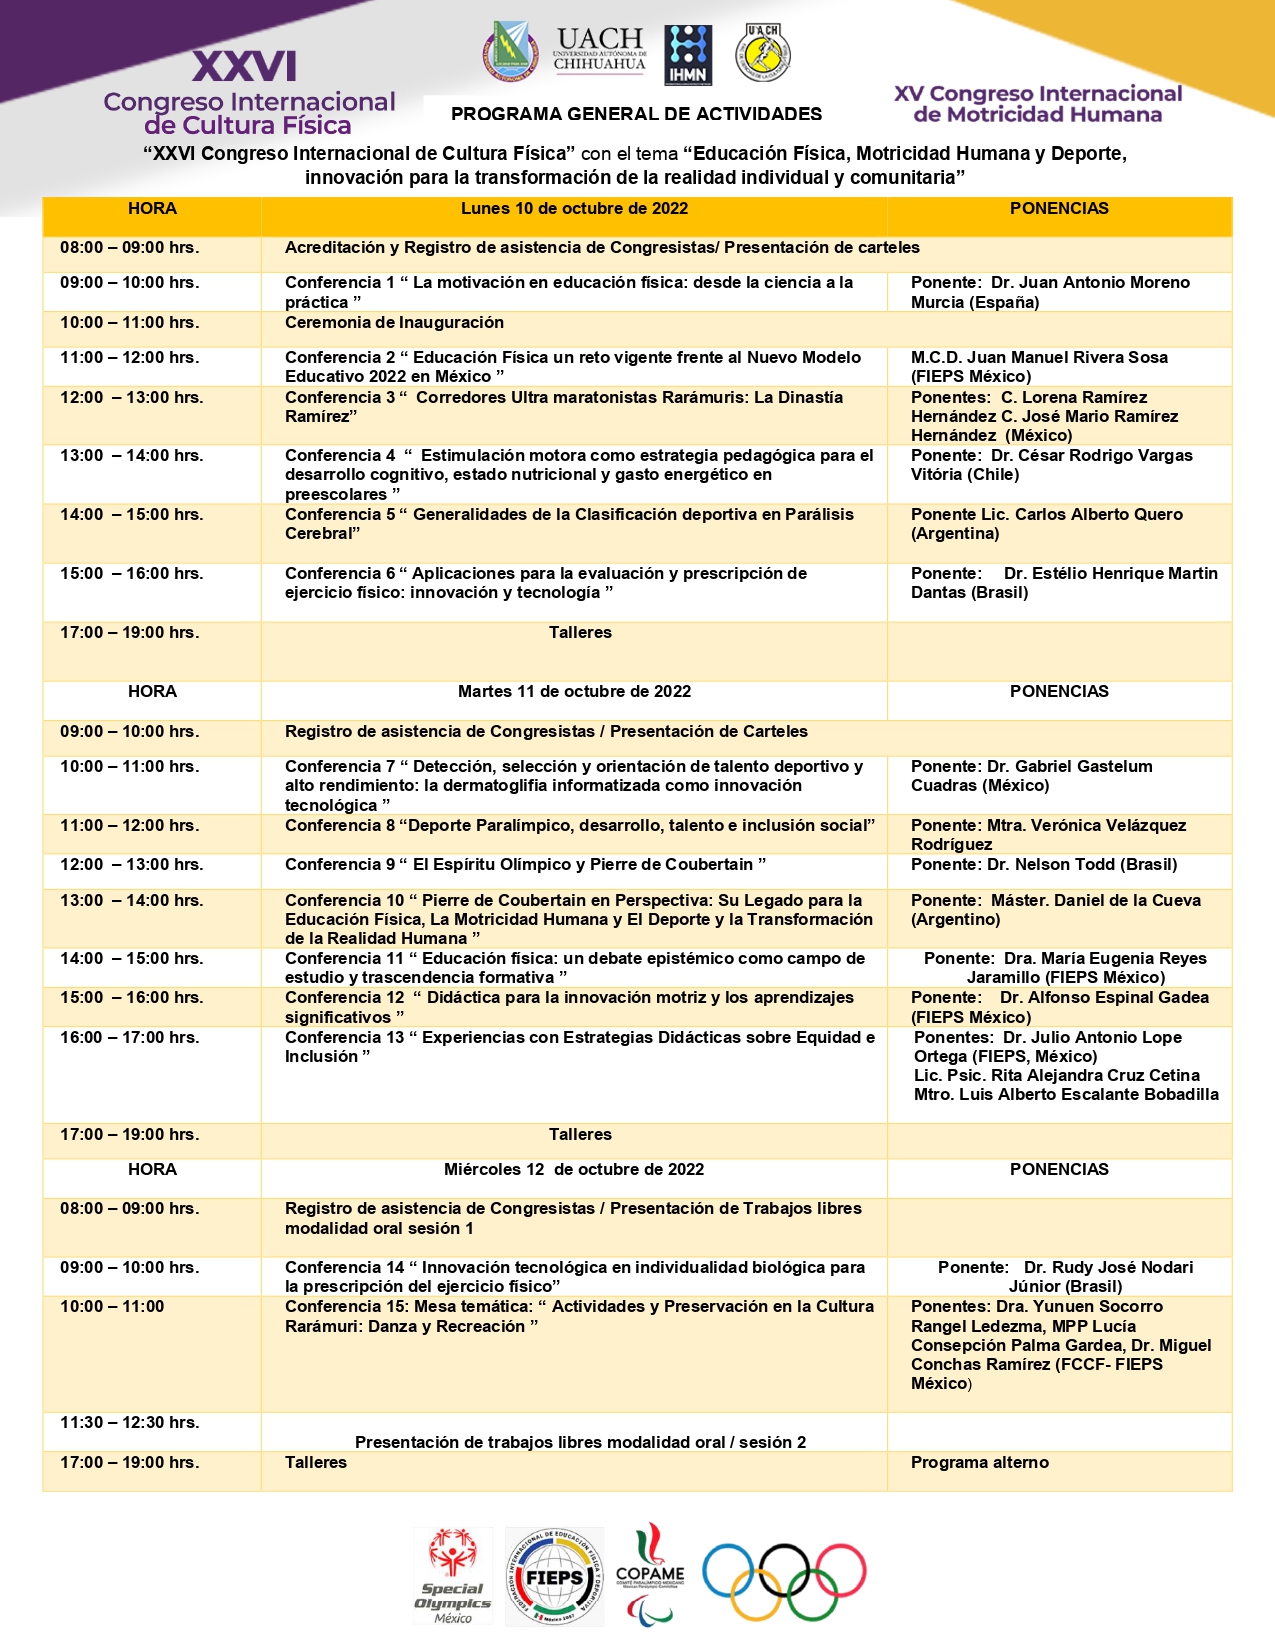 XXVI
Congreso Internacional
de Cultura Física
UACH
UNIVERSIDAD AUTÓNOMA DE
CHIHUAHUA
IHMN
UACH
PROGRAMA GENERAL DE ACTIVIDADES
XV Congreso Internacional
de Motricidad Humana
“XXVI Congreso Internacional de Cultura Física” con el tema “Educación Física, Motricidad Humana y Deporte,
innovación para la transformación de la realidad individual y comunitaria”
HORA Lunes 10 de octubre de 2022 PONENCIAS
08:00 – 09:00 hrs. Acreditación y Registro de asistencia de Congresistas/ Presentación de carteles
09:00 – 10:00 hrs. Conferencia 1 “ La motivación en educación física: desde la ciencia a la Ponente: Dr. Juan Antonio Moreno
práctica ” Murcia (España)
10:00 – 11:00 hrs. Ceremonia de Inauguración
11:00 – 12:00 hrs. Conferencia 2 “ Educación Física un reto vigente frente al Nuevo Modelo M.C.D. Juan Manuel Rivera Sosa
Educativo 2022 en México ” (FIEPS México)
12:00 – 13:00 hrs. Conferencia 3 “ Corredores Ultra maratonistas Rarámuris: La Dinastía Ponentes: C. Lorena Ramírez
Ramírez” Hernández C. José Mario Ramírez
Hernández (México)
13:00 – 14:00 hrs. Conferencia 4 “ Estimulación motora como estrategia pedagógica para el Ponente: Dr. César Rodrigo Vargas
desarrollo cognitivo, estado nutricional y gasto energético en Vitória (Chile)
preescolares ”
14:00 – 15:00 hrs. Conferencia 5 “ Generalidades de la Clasificación deportiva en Parálisis Ponente Lic. Carlos Alberto Quero
Cerebral” (Argentina)
15:00 – 16:00 hrs. Conferencia 6 “ Aplicaciones para la evaluación y prescripción de Ponente: Dr. Estélio Henrique Martin
ejercicio físico: innovación y tecnología ” Dantas (Brasil)
17:00 – 19:00 hrs. Talleres
HORA Martes 11 de octubre de 2022 PONENCIAS
09:00 – 10:00 hrs. Registro de asistencia de Congresistas / Presentación de Carteles
10:00 – 11:00 hrs. Conferencia 7 “ Detección, selección y orientación de talento deportivo y Ponente: Dr. Gabriel Gastelum
alto rendimiento: la dermatoglifia informatizada como innovación Cuadras (México)
tecnológica ”
11:00 – 12:00 hrs. Conferencia 8 “Deporte Paralímpico, desarrollo, talento e inclusión social” Ponente: Mtra. Verónica Velázquez
Rodríguez
12:00 – 13:00 hrs. Conferencia 9 “ El Espíritu Olímpico y Pierre de Coubertain ” Ponente: Dr. Nelson Todd (Brasil)
13:00 – 14:00 hrs. Conferencia 10 “ Pierre de Coubertain en Perspectiva: Su Legado para la Ponente: Máster. Daniel de la Cueva
Educación Física, La Motricidad Humana y El Deporte y la Transformación (Argentino)
de la Realidad Humana ”
14:00 – 15:00 hrs. Conferencia 11 “ Educación física: un debate epistémico como campo de Ponente: Dra. María Eugenia Reyes
estudio y trascendencia formativa ” Jaramillo (FIEPS México)
15:00 – 16:00 hrs. Conferencia 12 “ Didáctica para la innovación motriz y los aprendizajes Ponente: Dr. Alfonso Espinal Gadea
significativos ” (FIEPS México)
16:00 – 17:00 hrs. Conferencia 13 “ Experiencias con Estrategias Didácticas sobre Equidad e Ponentes: Dr. Julio Antonio Lope
Inclusión ” Ortega (FIEPS, México)
Lic. Psic. Rita Alejandra Cruz Cetina
Mtro. Luis Alberto Escalante Bobadilla
17:00 – 19:00 hrs. Talleres
HORA Miércoles 12 de octubre de 2022 PONENCIAS
08:00 – 09:00 hrs. Registro de asistencia de Congresistas / Presentación de Trabajos libres
modalidad oral sesión 1
09:00 – 10:00 hrs. Conferencia 14 “ Innovación tecnológica en individualidad biológica para Ponente: Dr. Rudy José Nodari
la prescripción del ejercicio físico” Júnior (Brasil)
10:00 – 11:00 Conferencia 15: Mesa temática: “ Actividades y Preservación en la Cultura Ponentes: Dra. Yunuen Socorro
Rarámuri: Danza y Recreación ” Rangel Ledezma, MPP Lucía
Consepción Palma Gardea, Dr. Miguel
Conchas Ramírez (FCCF- FIEPS
México)
11:30 – 12:30 hrs.
Presentación de trabajos libres modalidad oral / sesión 2
17:00 – 19:00 hrs. Talleres Programa alterno
Special
Olympics
México
FEDERACIÓN INTERNACIONAL DE EDUCACIÓN FÍSICA Y DEPORTIVA
FIEPS
COPAME
COMITÉ PARALÍMPICO MEXICANO